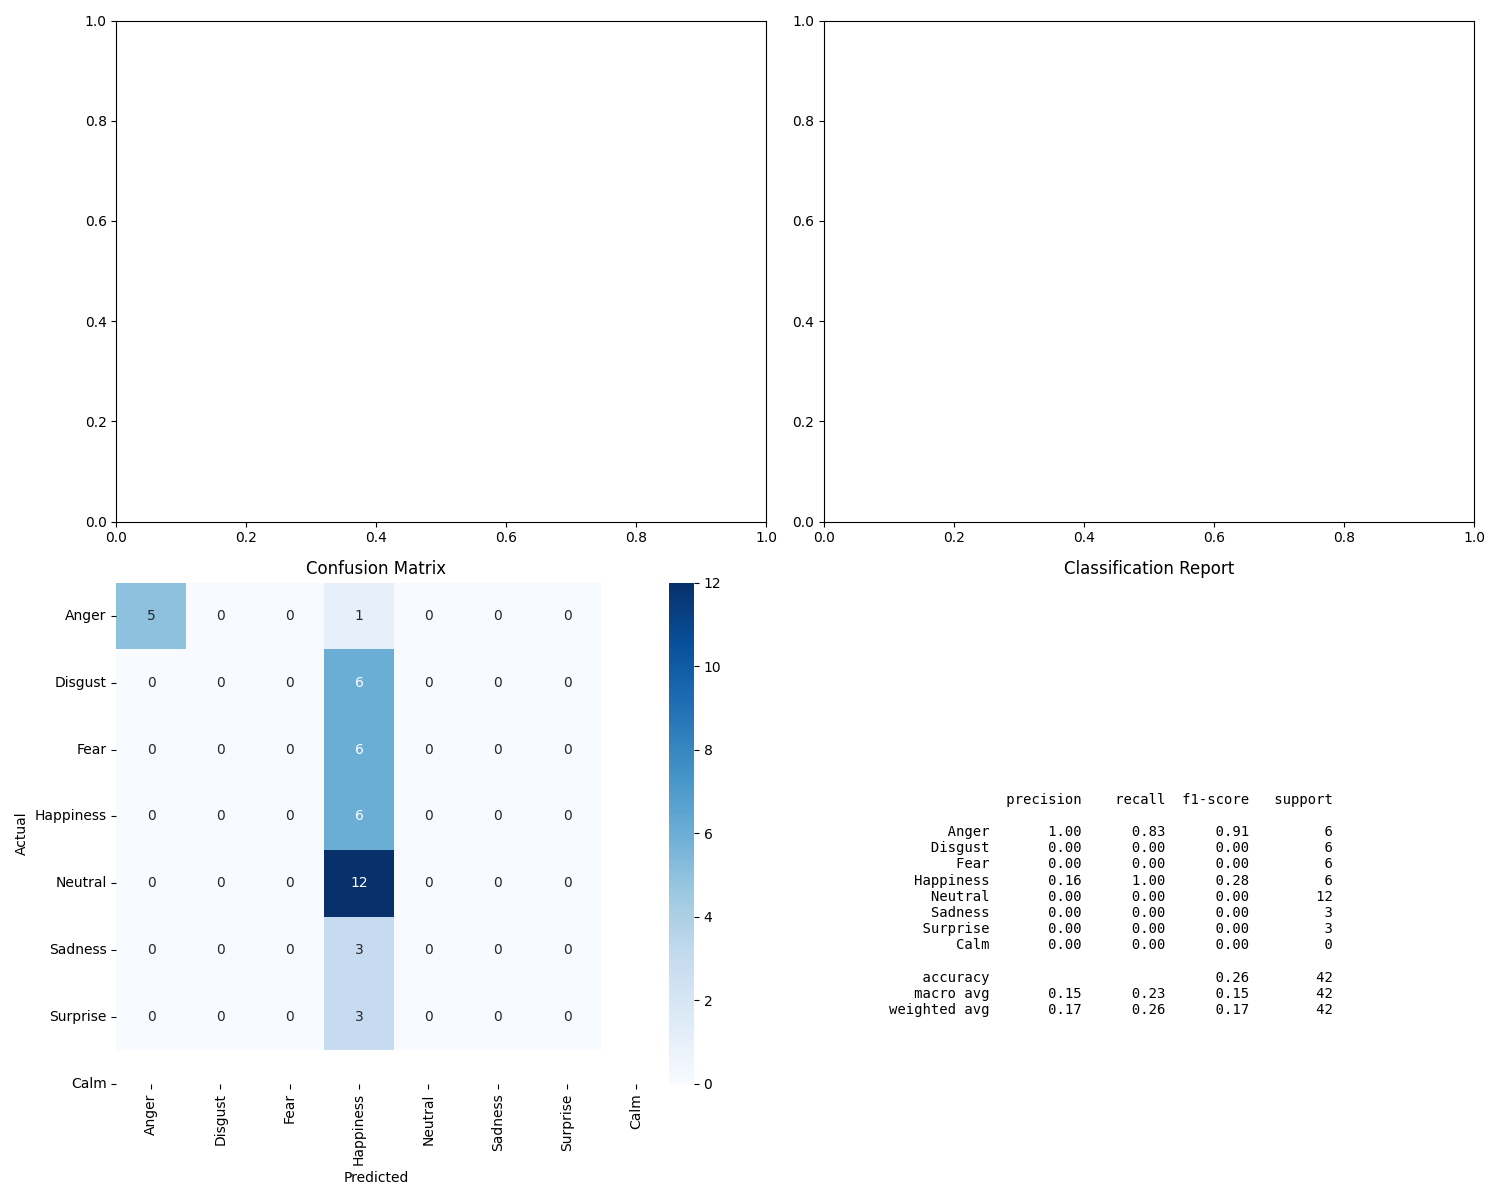 1.0
0.8
0.6
0.4
0.2
0.0
0.0 0.2 0.4 0.6 0.8 1.0
1.0
0.8
0.6
0.4
0.2
0.0
0.0 0.2 0.4 0.6 0.8 1.0
Confusion Matrix
Actual
Anger 5 0 0 1 0 0 0
Disgust 0 0 0 6 0 0 0
Fear 0 0 0 6 0 0 0
Happiness 0 0 0 6 0 0 0
Neutral 0 0 0 12 0 0 0
Sadness 0 0 0 3 0 0 0
Surprise 0 0 0 3 0 0 0
Calm
Anger Disgust Fear Happiness Neutral Sadness Surprise Calm
Predicted
12
10
8
6
4
2
0
Classification Report
precision recall f1-score support
Anger 1.00 0.83 0.91 6
Disgust 0.00 0.00 0.00 6
Fear 0.00 0.00 0.00 6
Happiness 0.16 1.00 0.28 6
Neutral 0.00 0.00 0.00 12
Sadness 0.00 0.00 0.00 3
Surprise 0.00 0.00 0.00 3
Calm 0.00 0.00 0.00 0
accuracy 0.26 42
macro avg 0.15 0.23 0.15 42
weighted avg 0.17 0.26 0.17 42